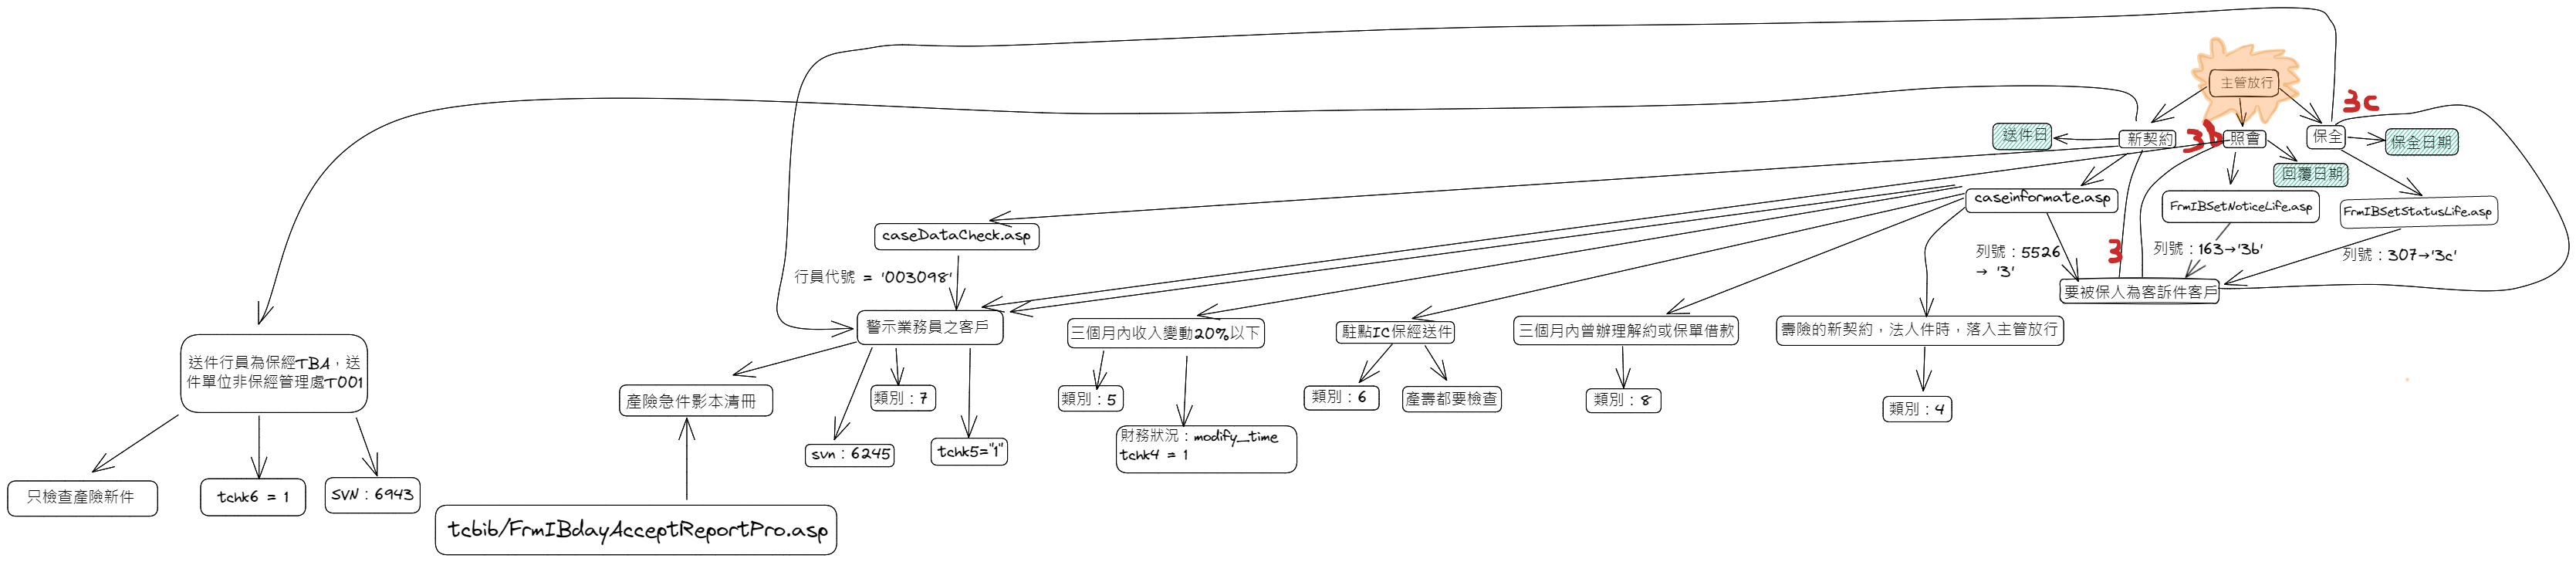 主管放行
3c
送件日
新契約
3b
照會
保全
保全日期
回覆日期
caseinformate.asp
FrmIBSetNoticeLife.asp
FrmIBSetStatusLife.asp
caseDataCheck.asp
列號：5526
→ '3'
3
列號：163→'3b'
列號：307→'3c'
行員代號 = '003098'
要被保人為客訴件客戶
警示業務員之客戶
三個月內收入變動20%以下
駐點IC保經送件
三個月內曾辦理解約或保單借款
壽險的新契約，法人件時，落入主管放行
送件行員為保經TBA，送
件單位非保經管理處T001
產險急件影本清冊
類別：7
類別：5
類別：6
產壽都要檢查
類別：8
類別：4
svn：6245
tchk5="1"
財務狀況：modify_time
tchk4 = 1
只檢查產險新件
tchk6 = 1
SVN：6943
tcbib/FrmIBdayAcceptReportPro.asp